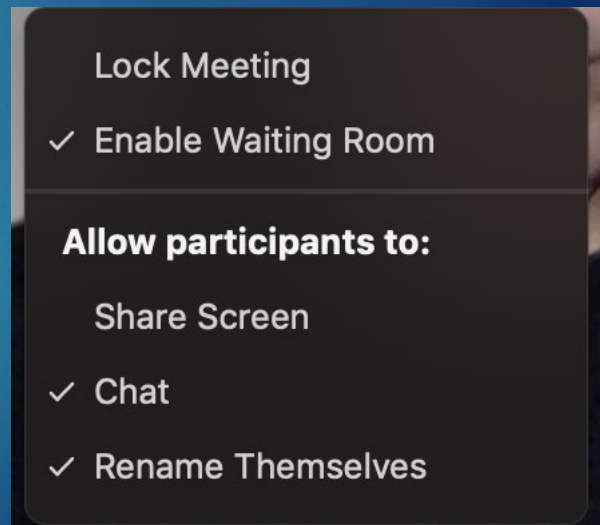 Lock Meeting
✓ Enable Waiting Room
Allow participants to:
Share Screen
✓ Chat
✓ Rename Themselves